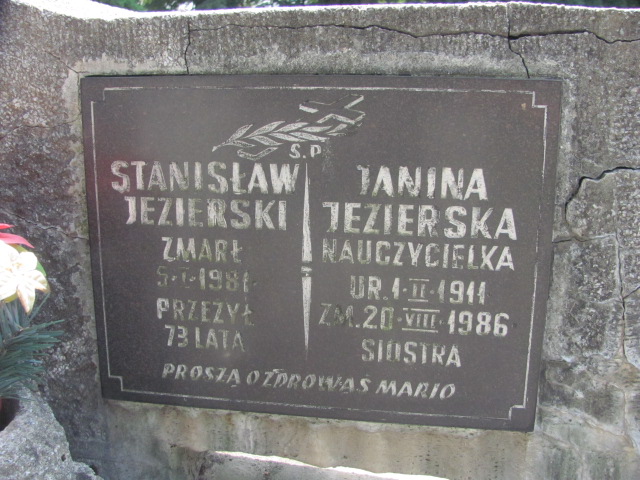 Ś.P
STANISŁAW
JEZIERSKI
ZMARŁ
5·I·1981
PRZEŻYŁ
73 LATA
I
JANINA
JEZIERSKA
NAUCZYCIELKA
UR.1·II·1911
ZM.20·VIII·1986
SIOSTRA
PROSZĄ O ZDROWAŚ MARIO